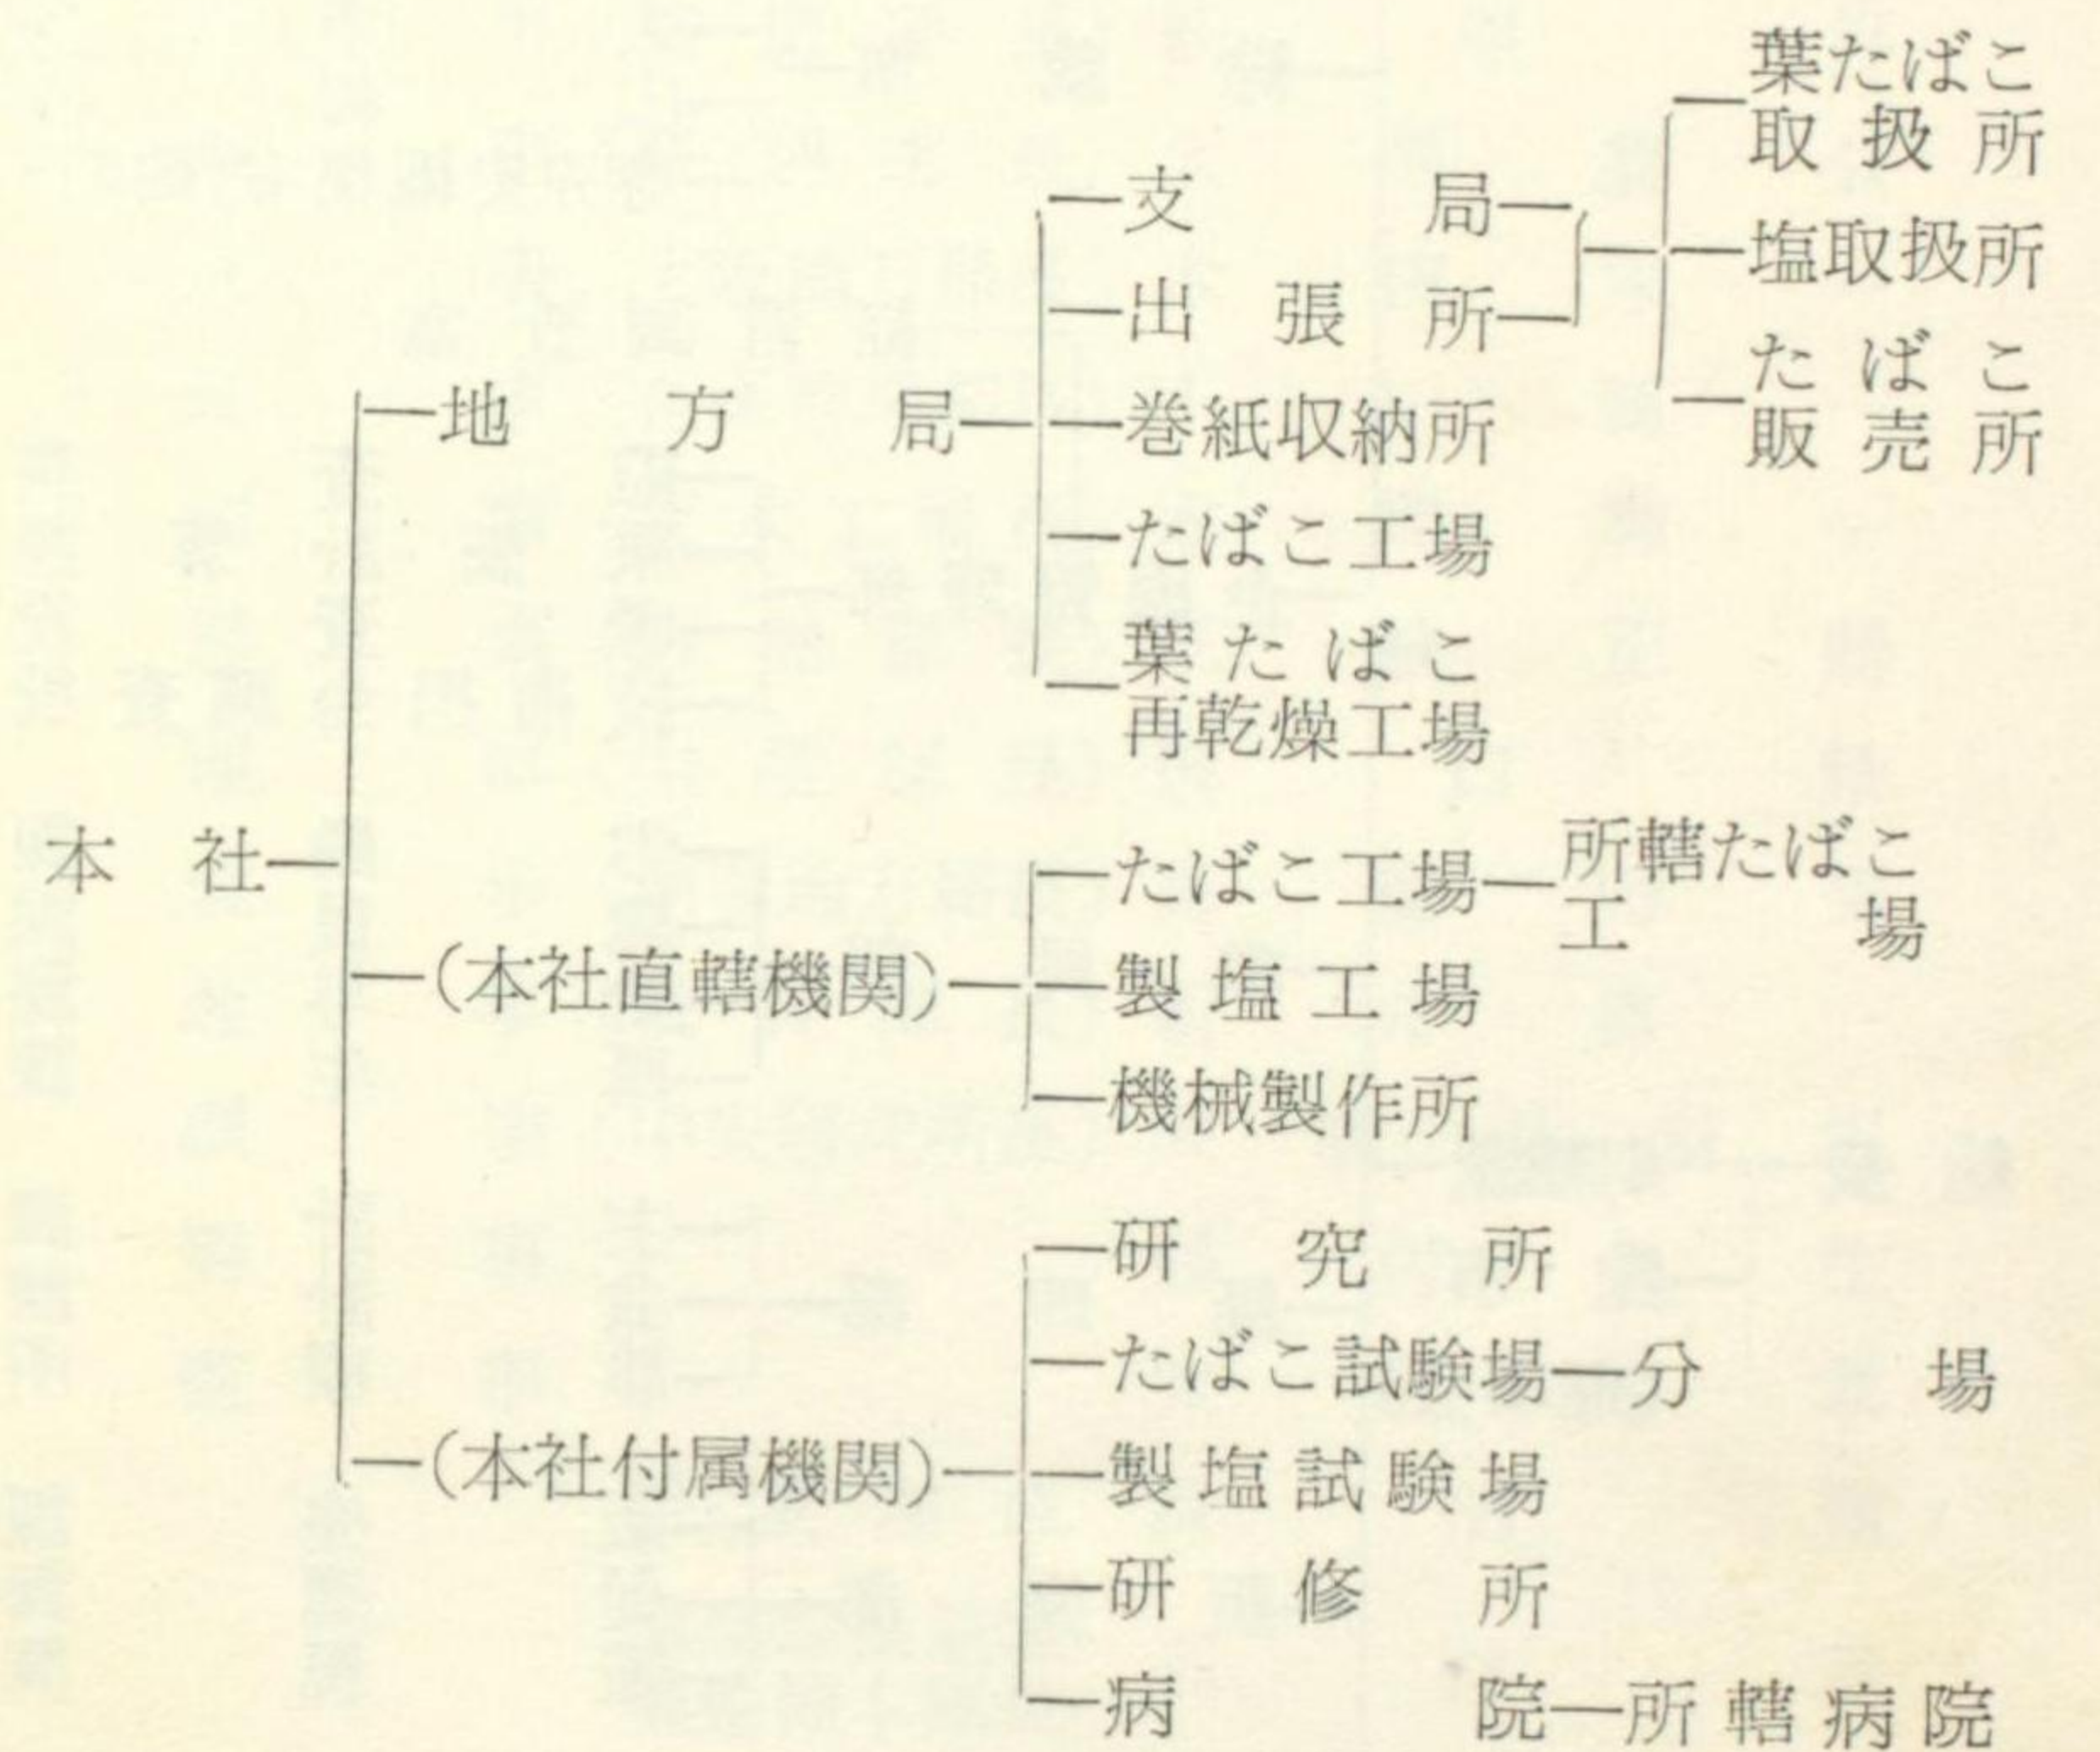 本社
地方局
支局
出張所
葉たばこ
取扱所
塩取扱所
たばこ
販売所
巻紙収納所
たばこ工場
葉たばこ
再乾燥工場
(本社直轄機関)
たばこ工場
所轄たばこ
工場
製塩工場
機械製作所
(本社付属機関)
研究所
たばこ試験場
分場
製塩試験場
研修所
病院
所轄病院